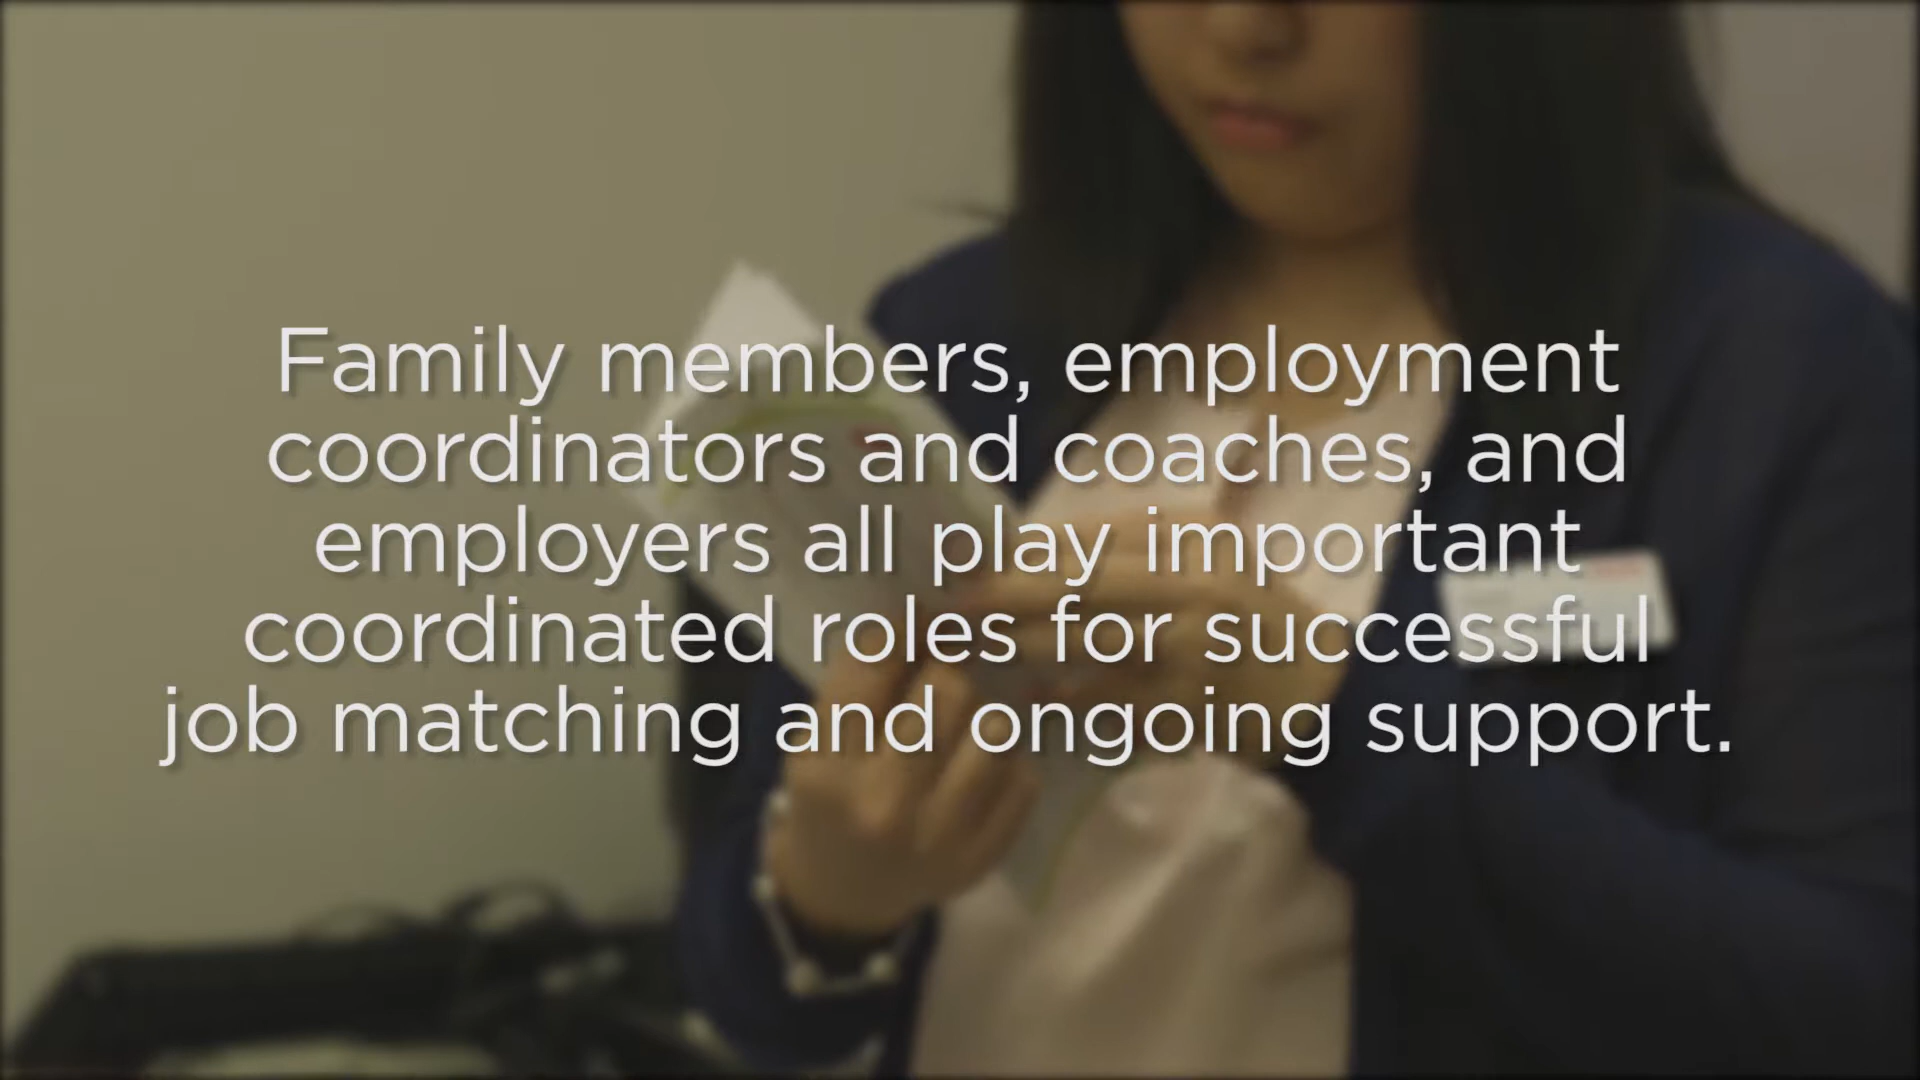 Family members, employment
coordinators and coaches, and
employers all play important
coordinated roles for successful
job matching and ongoing support.